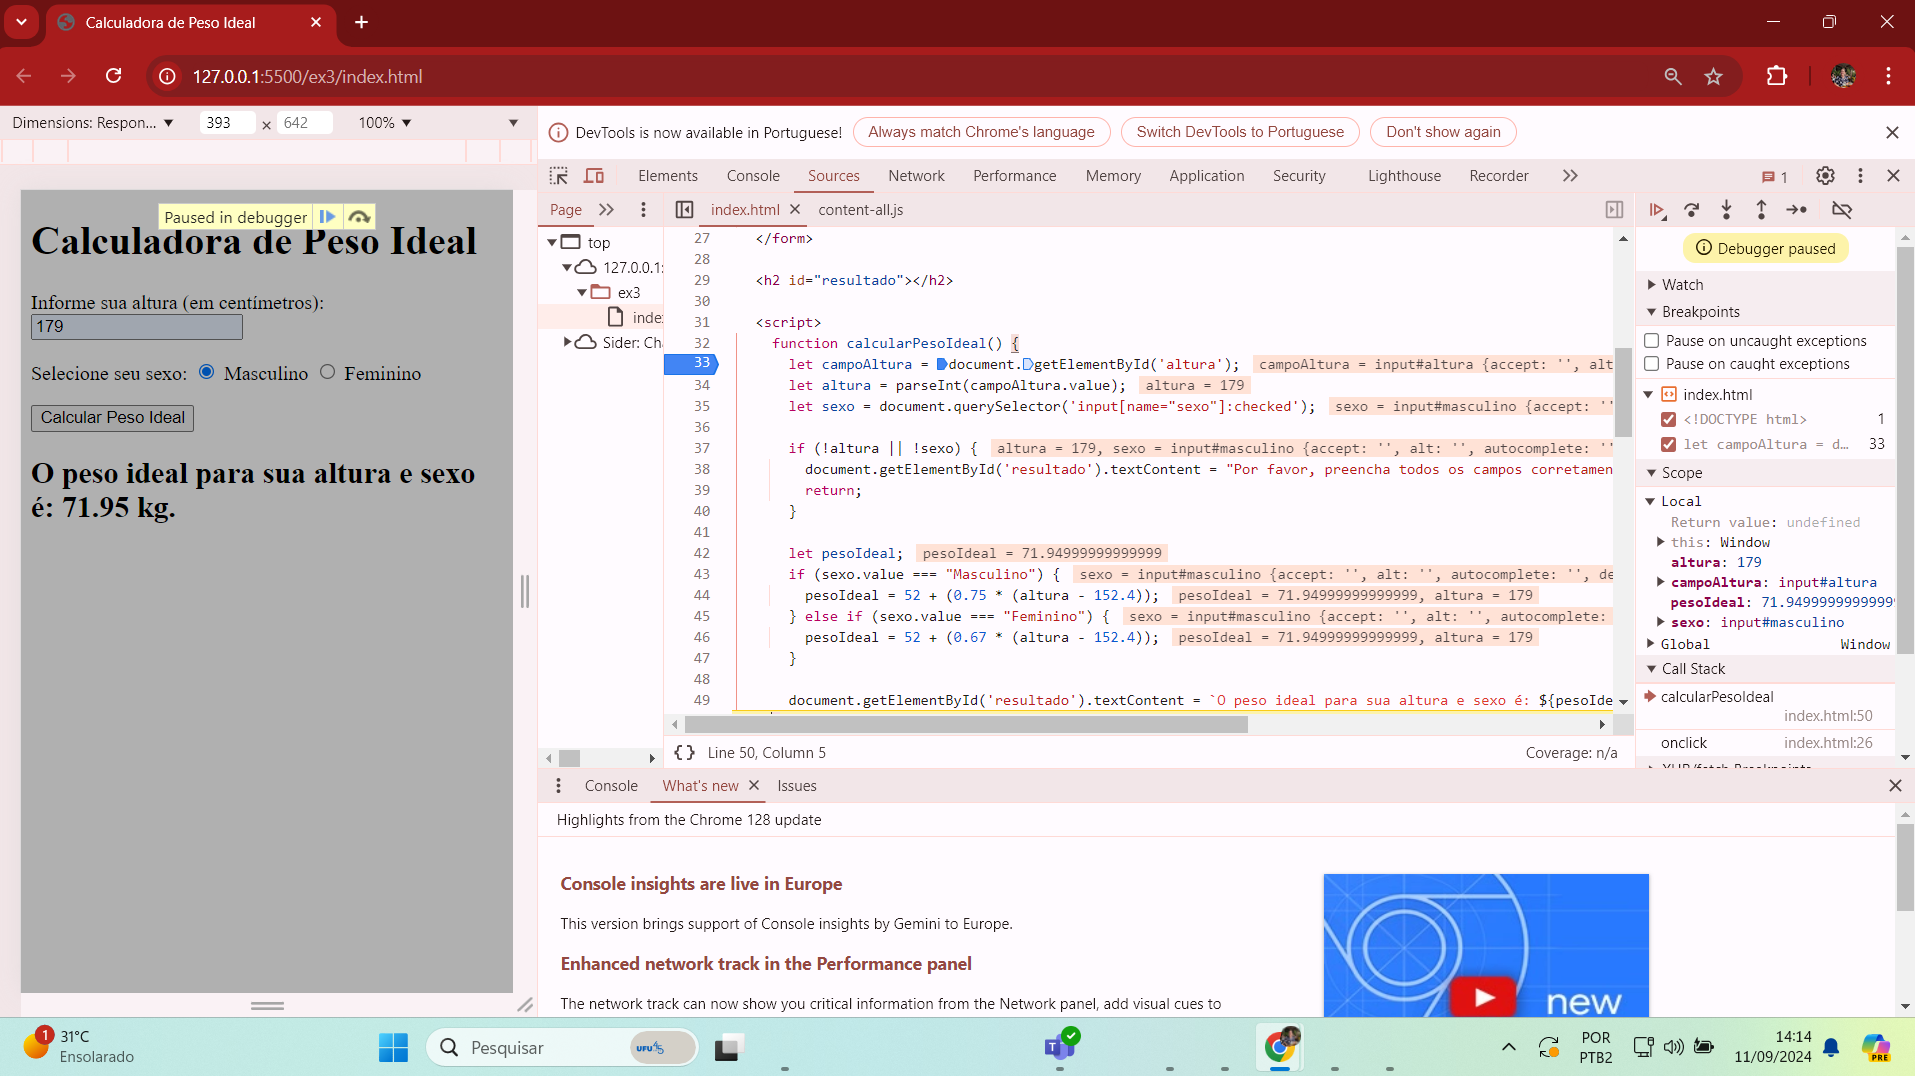 Calculadora de Peso Ideal
127.0.0.1:5500/ex3/index.html
Dimensions: Respon... 393 × 642 100%
DevTools is now available in Portuguese! Always match Chrome's language Switch DevTools to Portuguese Don't show again
Elements Console Sources Network Performance Memory Application Security Lighthouse Recorder 1
Page index.html content-all.js
Paused in debugger
Calculadora de Peso Ideal
Informe sua altura (em centímetros):
179
Selecione seu sexo: Masculino Feminino
Calcular Peso Ideal
O peso ideal para sua altura e sexo
é: 71.95 kg.
top
127.0.0.1:
ex3
inde
Sider: Ch
27 </form>
28
29 <h2 id="resultado"></h2>
30
31 <script>
32 function calcularPesoIdeal() {
33 let campoAltura = document.getElementById('altura'); campoAltura = input#altura {accept: '', alt
34 let altura = parseInt(campoAltura.value); altura = 179
35 let sexo = document.querySelector('input[name="sexo"]:checked'); sexo = input#masculino {accept: ''
36
37 if (!altura || !sexo) { altura = 179, sexo = input#masculino {accept: '', alt: '', autocomplete: ''
38 document.getElementById('resultado').textContent = "Por favor, preencha todos os campos corretamen
39 return;
40 }
41
42 let pesoIdeal; pesoIdeal = 71.94999999999999
43 if (sexo.value === "Masculino") { sexo = input#masculino {accept: '', alt: '', autocomplete: '', de
44 pesoIdeal = 52 + (0.75 * (altura - 152.4)); pesoIdeal = 71.94999999999999, altura = 179
45 } else if (sexo.value === "Feminino") { sexo = input#masculino {accept: '', alt: '', autocomplete:
46 pesoIdeal = 52 + (0.67 * (altura - 152.4)); pesoIdeal = 71.94999999999999, altura = 179
47 }
48
49 document.getElementById('resultado').textContent = `O peso ideal para sua altura e sexo é: ${pesoIde
{} Line 50, Column 5 Coverage: n/a
Debugger paused
Watch
Breakpoints
Pause on uncaught exceptions
Pause on caught exceptions
index.html
<!DOCTYPE html> 1
let campoAltura = d… 33
Scope
Local
Return value: undefined
this: Window
altura: 179
campoAltura: input#altura
pesoIdeal: 71.94999999999999
sexo: input#masculino
Global Window
Call Stack
calcularPesoIdeal
index.html:50
onclick index.html:26
Console What's new Issues
Highlights from the Chrome 128 update
Console insights are live in Europe
This version brings support of Console insights by Gemini to Europe.
Enhanced network track in the Performance panel
The network track can now show you critical information from the Network panel, add visual cues to
new
1
31°C
Ensolarado
Pesquisar
UFU
T
POR
PTB2
14:14
11/09/2024
PRE